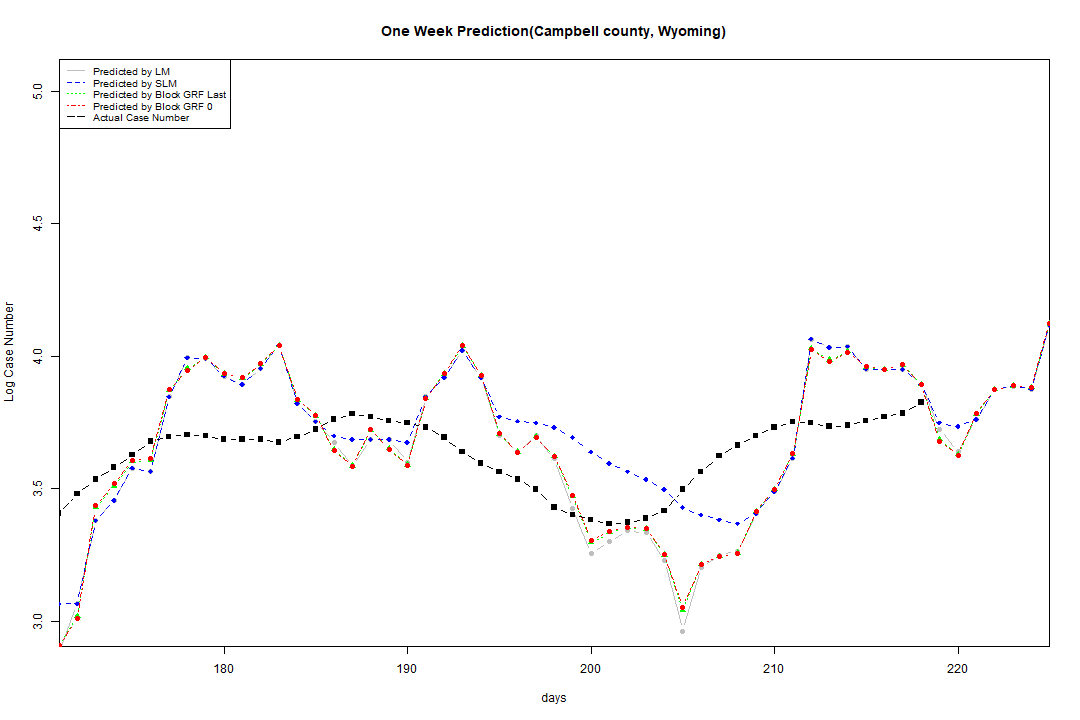 One Week Prediction(Campbell county, Wyoming)
Predicted by LM
Predicted by SLM
Predicted by Block GRF Last
Predicted by Block GRF 0
Actual Case Number
5.0
4.5
4.0
3.5
3.0
Log Case Number
180 190 200 210 220
days